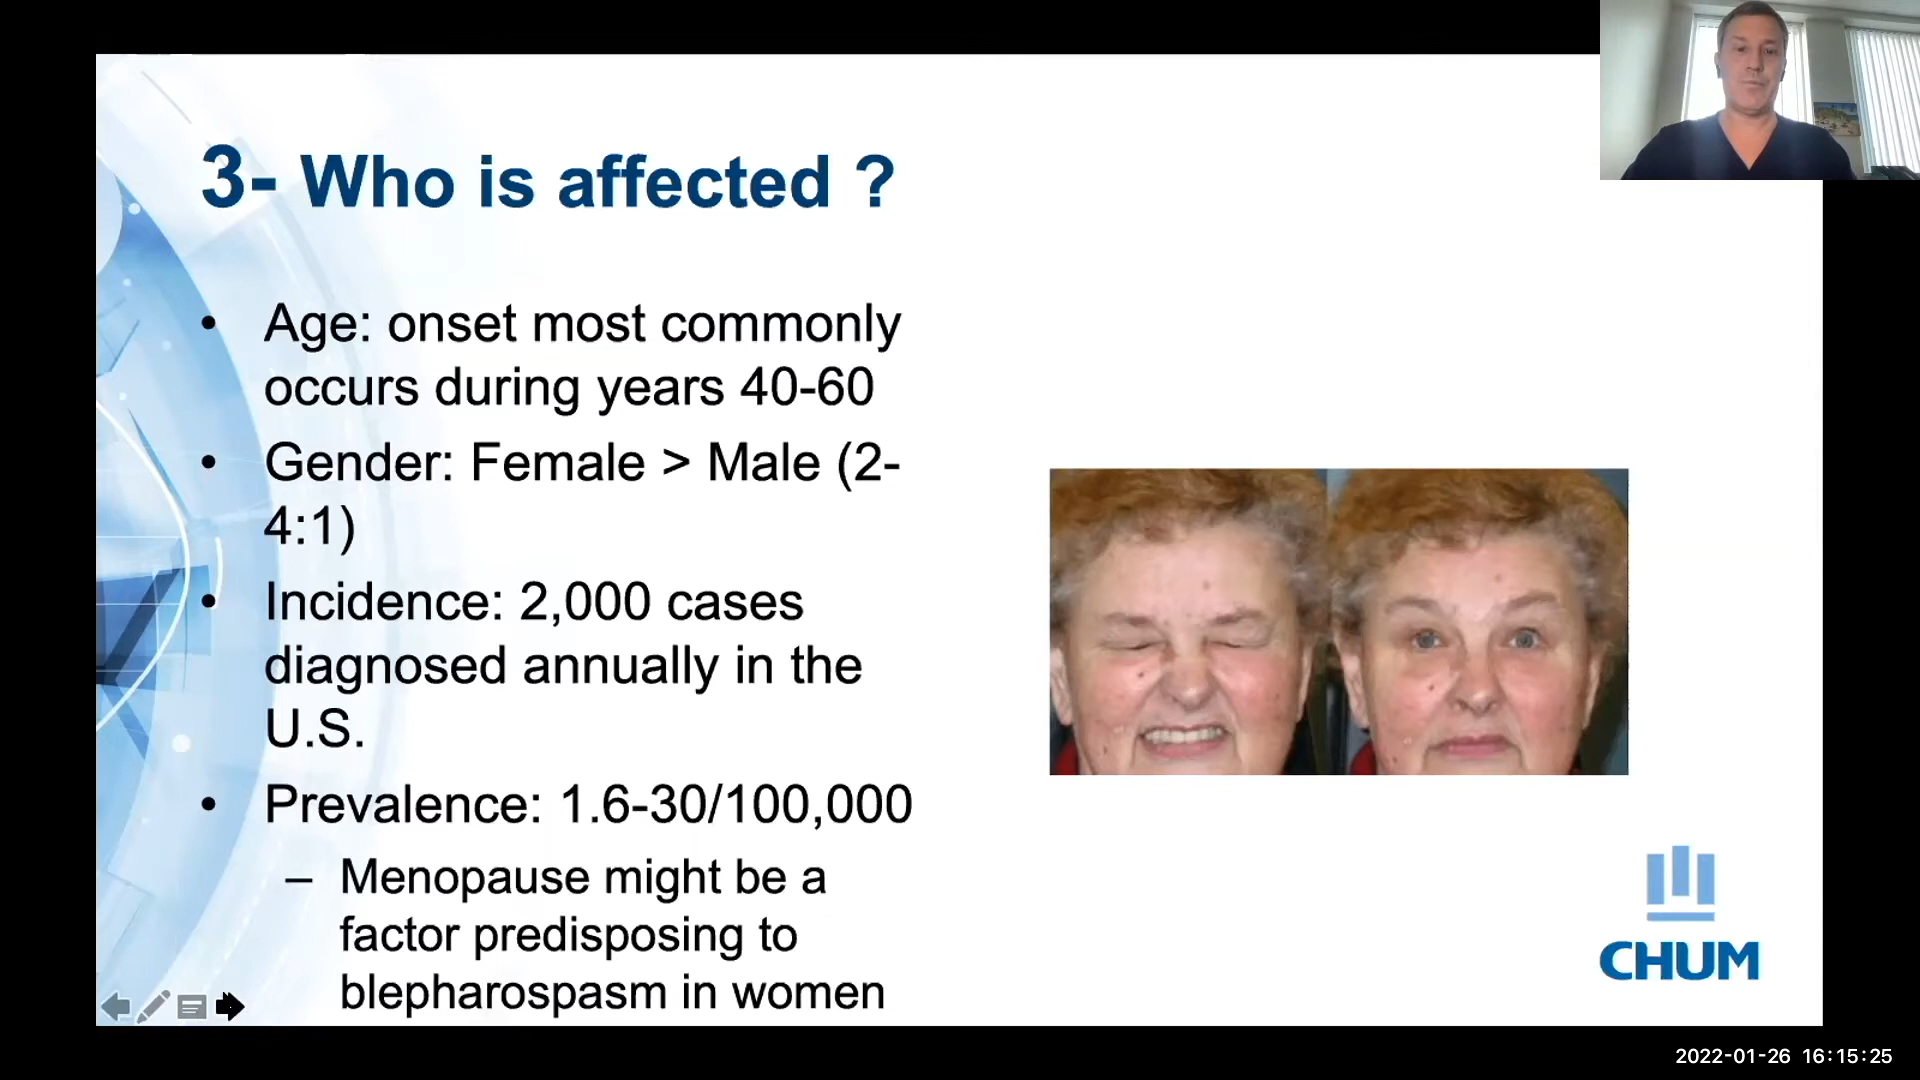 3- Who is affected ?
• Age: onset most commonly
occurs during years 40-60
• Gender: Female > Male (2-
4:1)
• Incidence: 2,000 cases
diagnosed annually in the
U.S.
• Prevalence: 1.6-30/100,000
– Menopause might be a
factor predisposing to
blepharospasm in women
CHUM
2022-01-26 16:15:25